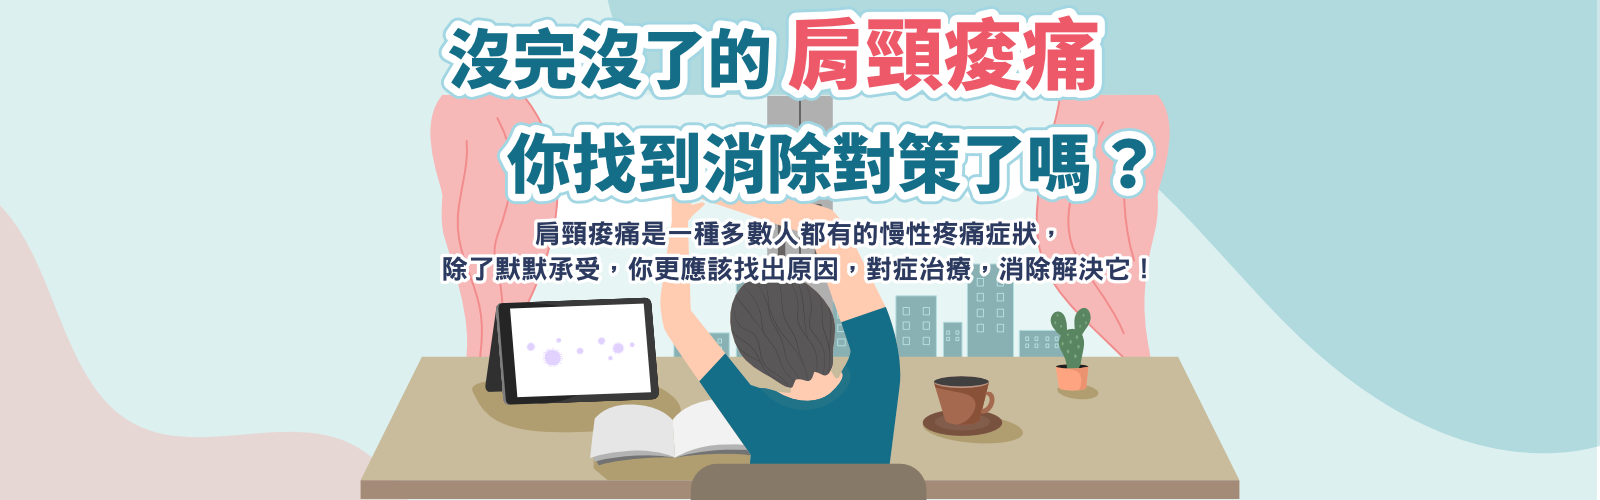 沒完沒了的 肩頸痠痛
你找到消除對策了嗎？
肩頸痠痛是一種多數人都有的慢性疼痛症狀，
除了默默承受，你更應該找出原因，對症治療，消除解決它！